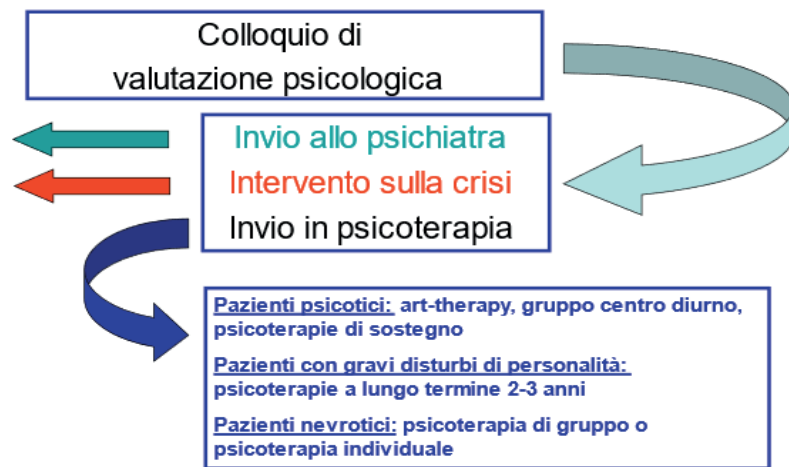 Colloquio di
valutazione psicologica
Invio allo psichiatra
Intervento sulla crisi
Invio in psicoterapia
Pazienti psicotici: art-therapy, gruppo centro diurno,
psicoterapie di sostegno
Pazienti con gravi disturbi di personalità:
psicoterapie a lungo termine 2-3 anni
Pazienti nevrotici: psicoterapia di gruppo o
psicoterapia individuale